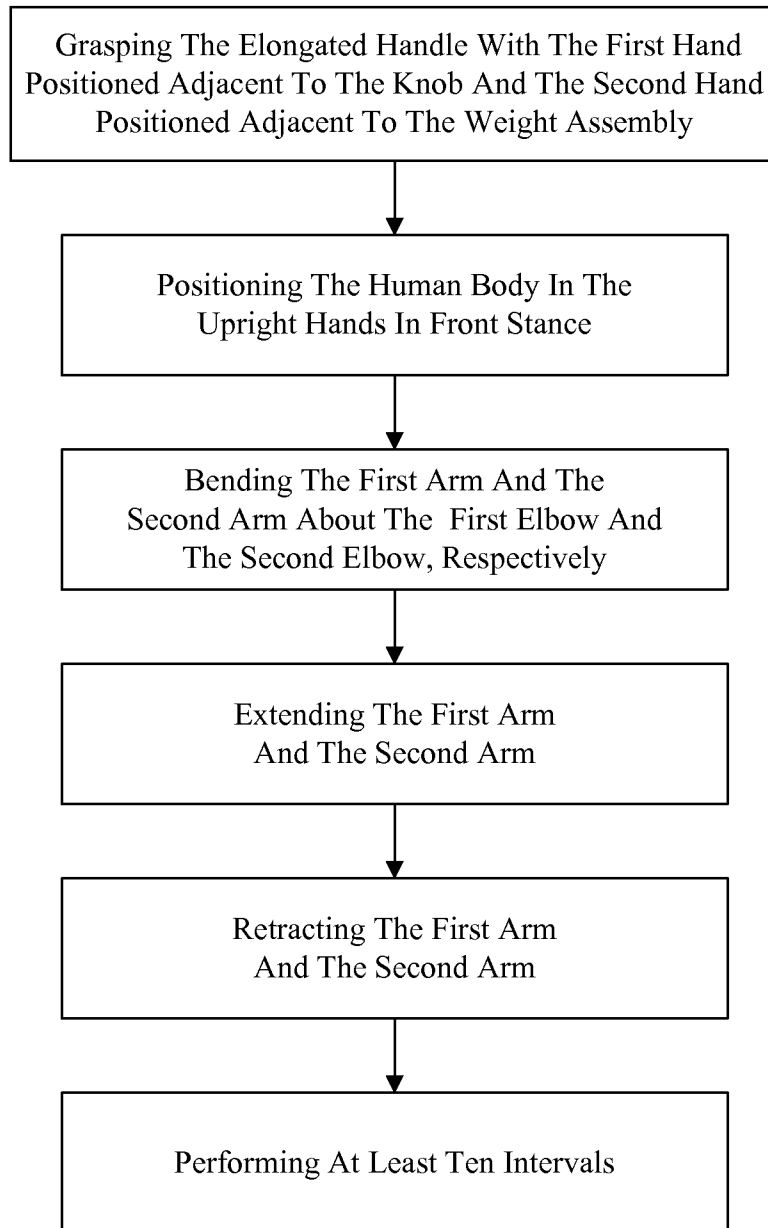 Grasping The Elongated Handle With The First Hand
Positioned Adjacent To The Knob And The Second Hand
Positioned Adjacent To The Weight Assembly
Positioning The Human Body In The
Upright Hands In Front Stance
Bending The First Arm And The
Second Arm About The First Elbow And
The Second Elbow, Respectively
Extending The First Arm
And The Second Arm
Retracting The First Arm
And The Second Arm
Performing At Least Ten Intervals